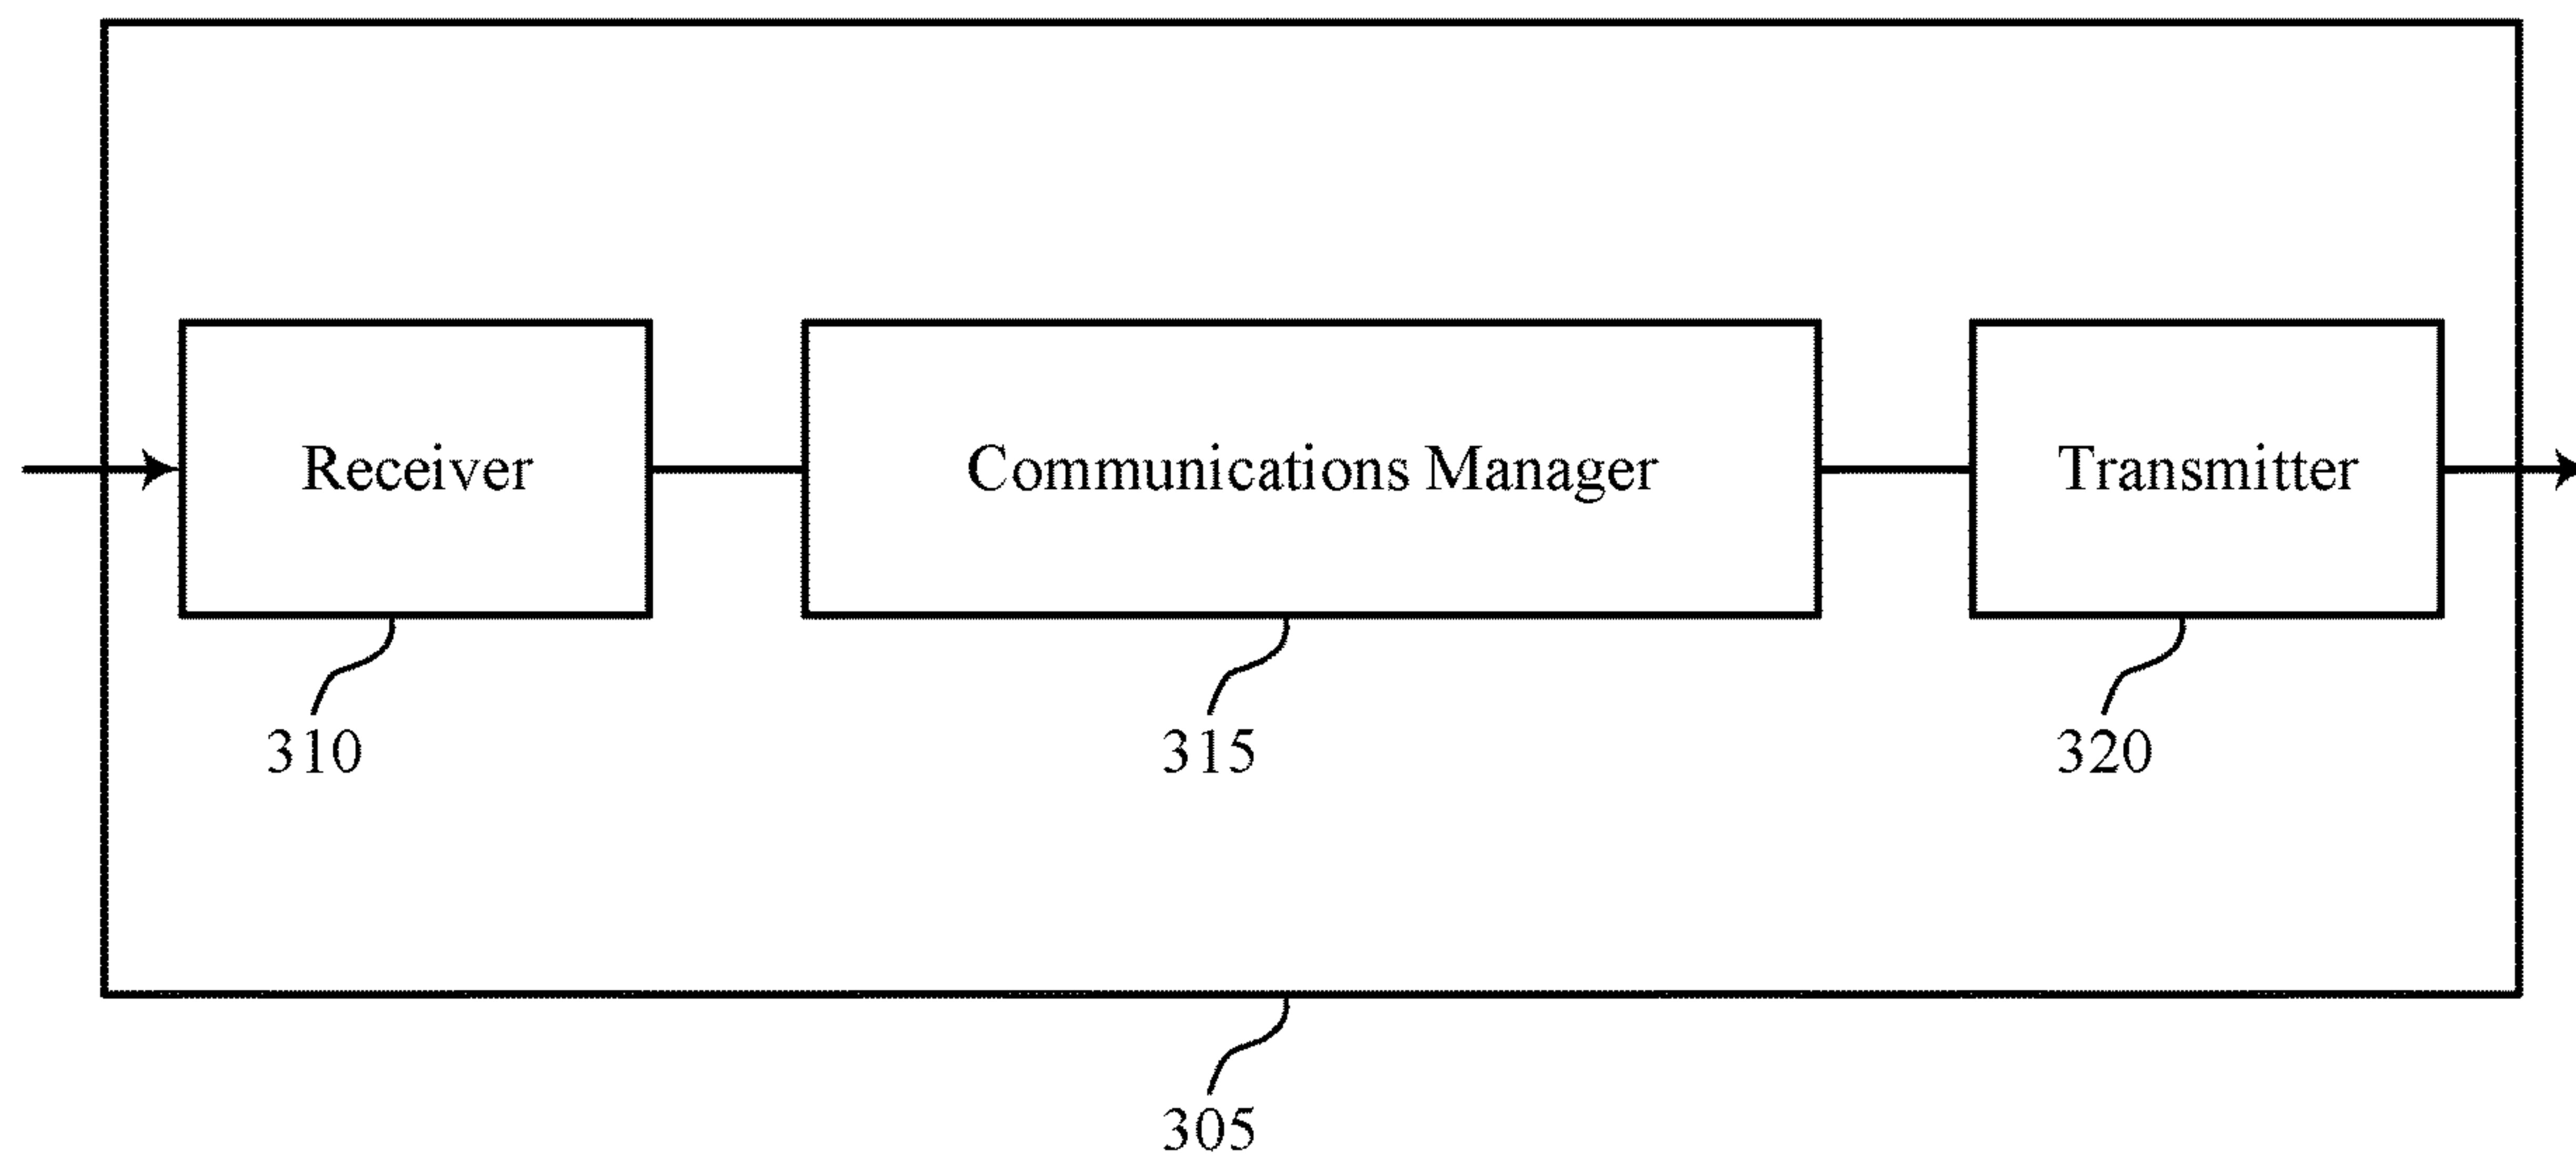 Receiver
Communications Manager
Transmitter
310
315
320
305